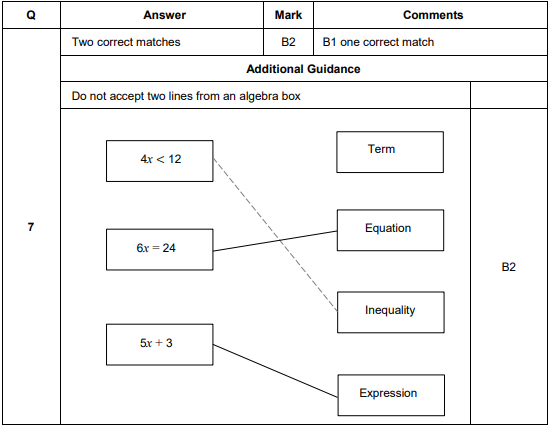 Q Answer Mark Comments
Two correct matches B2 B1 one correct match
Additional Guidance
Do not accept two lines from an algebra box
Term
4x < 12
Equation
7
6x = 24
B2
Inequality
5x + 3
Expression